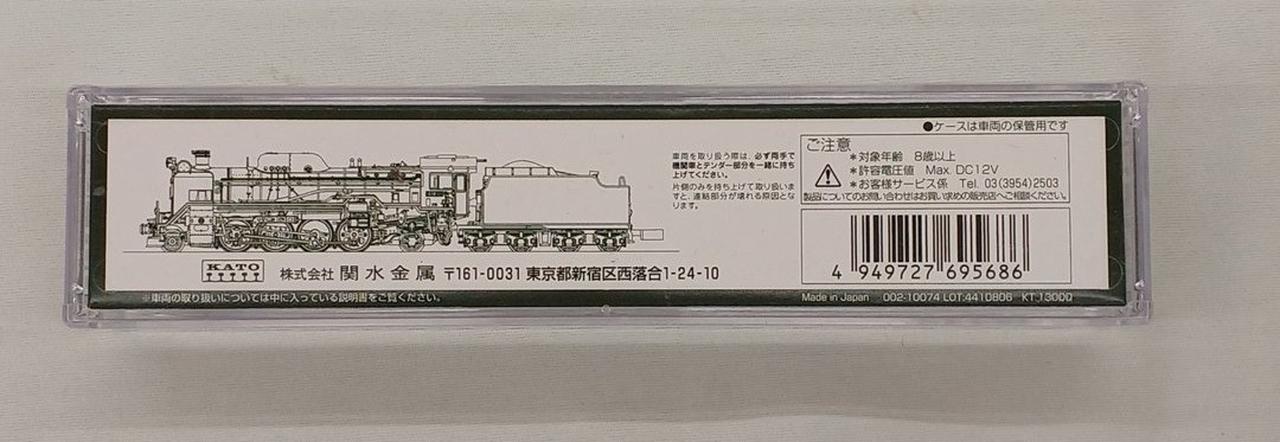 ●ケースは車両の保管用です
車両を取り扱う際は、必ず両手で
機関車とテンダー部分を一緒に持ち
上げてください。
片側のみを持ち上げて取り扱いま
すと、連結部分が壊れる原因とな
ります。
ご注意
*対象年齢 8歳以上
*許容電圧値 Max. DC12V
*お客様サービス係 Tel. 03(3954)2503
製品についてのお問い合わせはお買い求めの販売店へご相談ください。
4 949727 695686
KATO
株式会社 関水金属 〒161-0031 東京都新宿区西落合1-24-10
※車両の取り扱いについては中に入っている説明書をご覧ください。
Made in Japan 002-10074 LOT:4410806 KT 13000